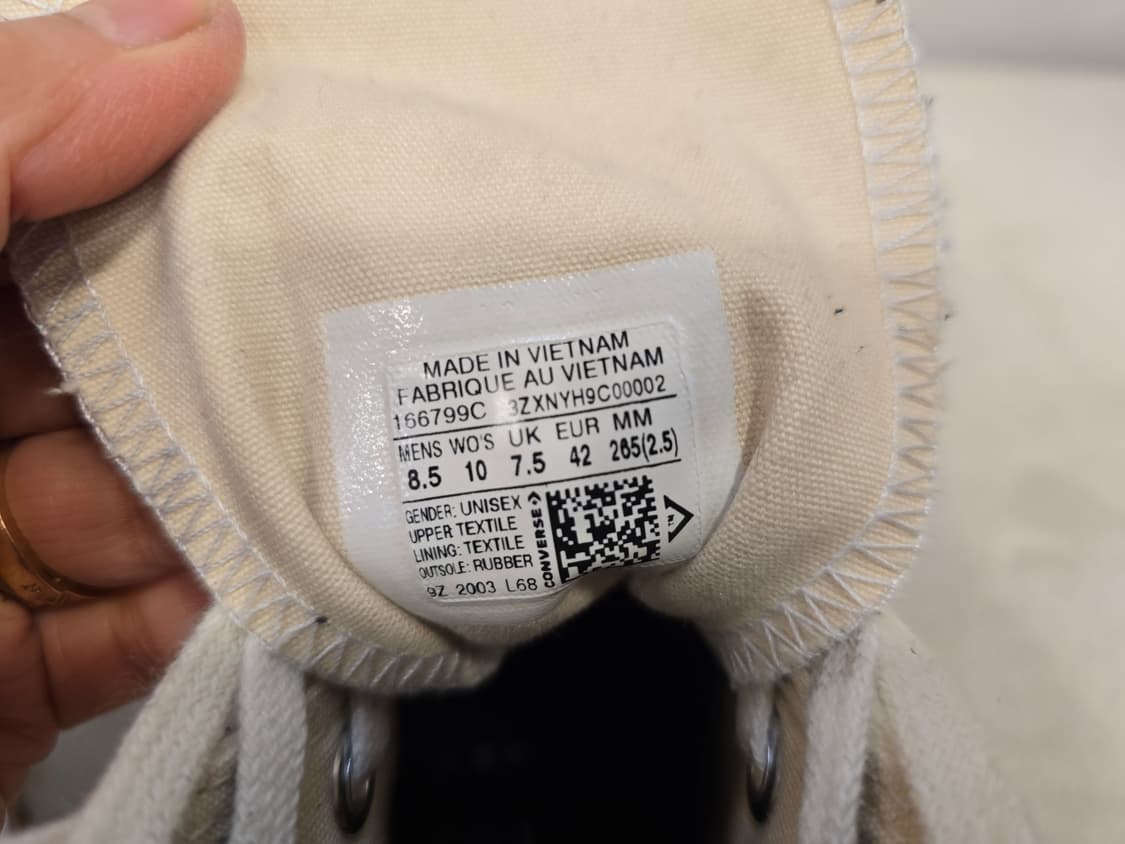 MADE IN VIETNAM
FABRIQUE AU VIETNAM
166799C 3ZXNYH9C00002
MENS WO'S UK EUR MM
8.5 10 7.5 42 265(2.5)
GENDER: UNISEX
UPPER TEXTILE
LINING: TEXTILE
OUTSOLE: RUBBER
9Z 2003 L68
CONVERSE
TM